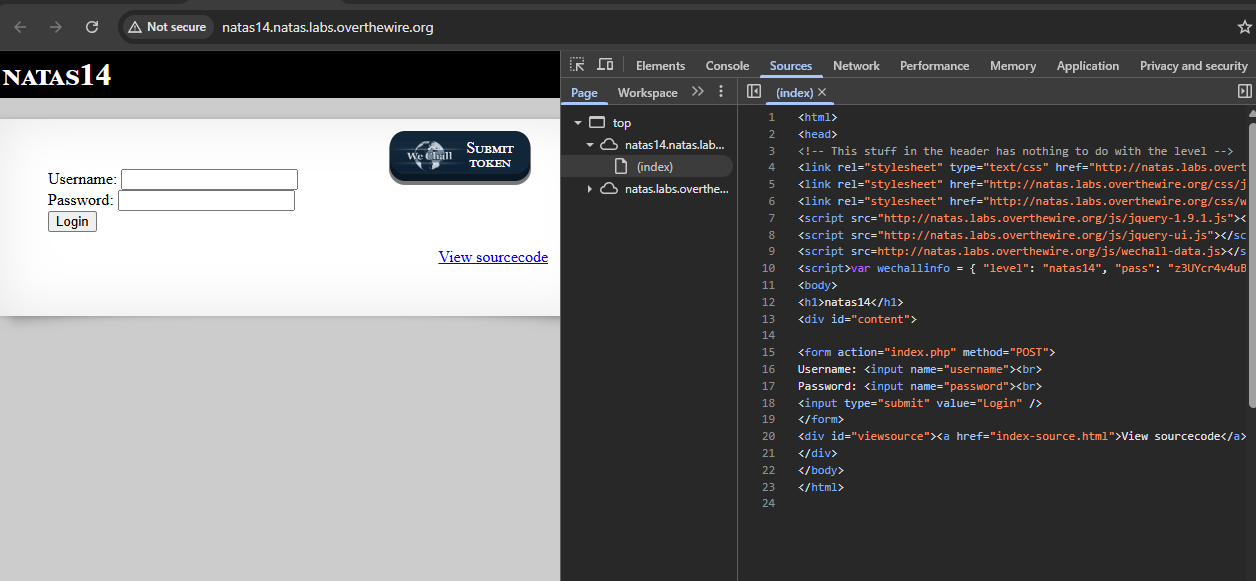 Not secure natas14.natas.labs.overthewire.org
NATAS14
We Chall
SUBMIT
TOKEN
Username:
Password:
Login
View sourcecode
Elements Console Sources Network Performance Memory Application Privacy and security
Page Workspace
top
natas14.natas.lab...
(index)
natas.labs.overthe...
(index)
1 <html>
2 <head>
3 <!-- This stuff in the header has nothing to do with the level -->
4 <link rel="stylesheet" type="text/css" href="http://natas.labs.overt
5 <link rel="stylesheet" href="http://natas.labs.overthewire.org/css/j
6 <link rel="stylesheet" href="http://natas.labs.overthewire.org/css/w
7 <script src="http://natas.labs.overthewire.org/js/jquery-1.9.1.js"><
8 <script src="http://natas.labs.overthewire.org/js/jquery-ui.js"></sc
9 <script src=http://natas.labs.overthewire.org/js/wechall-data.js></s
10 <script>var wechallinfo = { "level": "natas14", "pass": "z3UYcr4v4uB
11 <body>
12 <h1>natas14</h1>
13 <div id="content">
14
15 <form action="index.php" method="POST">
16 Username: <input name="username"><br>
17 Password: <input name="password"><br>
18 <input type="submit" value="Login" />
19 </form>
20 <div id="viewsource"><a href="index-source.html">View sourcecode</a>
21 </div>
22 </body>
23 </html>
24